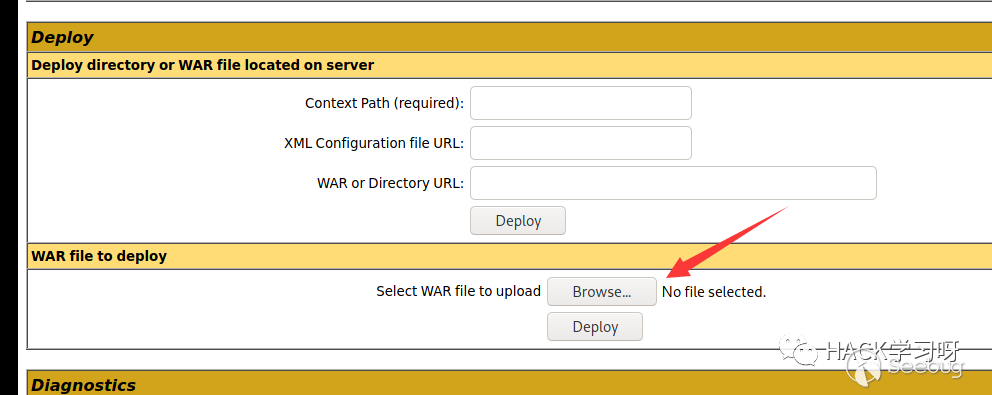 Deploy
Deploy directory or WAR file located on server
Context Path (required):
XML Configuration file URL:
WAR or Directory URL:
Deploy
WAR file to deploy
Select WAR file to upload Browse... No file selected.
Deploy
HACK学习呀
Seebug
Diagnostics